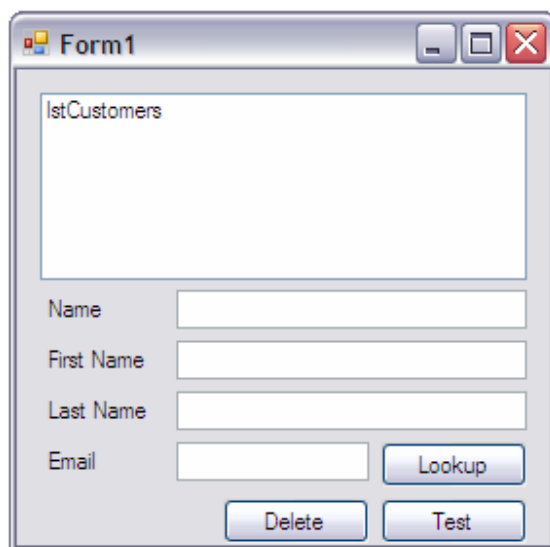 Form1
lstCustomers
Name
First Name
Last Name
Email
Lookup
Delete
Test